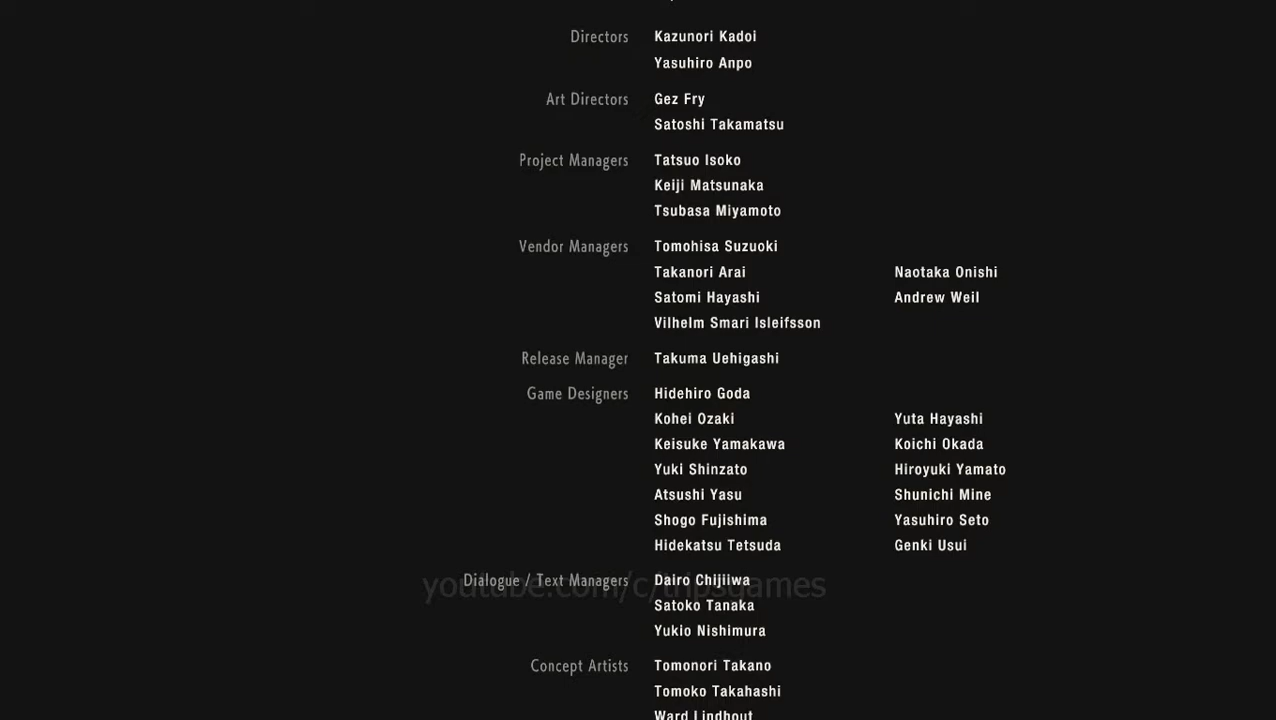 Directors Kazunori Kadoi
Yasuhiro Anpo
Art Directors Gez Fry
Satoshi Takamatsu
Project Managers Tatsuo Isoko
Keiji Matsunaka
Tsubasa Miyamoto
Vendor Managers Tomohisa Suzuoki
Takanori Arai Naotaka Onishi
Satomi Hayashi Andrew Weil
Vilhelm Smari Isleifsson
Release Manager Takuma Uehigashi
Game Designers Hidehiro Goda
Kohei Ozaki Yuta Hayashi
Keisuke Yamakawa Koichi Okada
Yuki Shinzato Hiroyuki Yamato
Atsushi Yasu Shunichi Mine
Shogo Fujishima Yasuhiro Seto
Hidekatsu Tetsuda Genki Usui
Dialogue / Text Managers Dairo Chijiiwa
youtube.com/c/tripsgames
Satoko Tanaka
Yukio Nishimura
Concept Artists Tomonori Takano
Tomoko Takahashi
Ward Lindhout